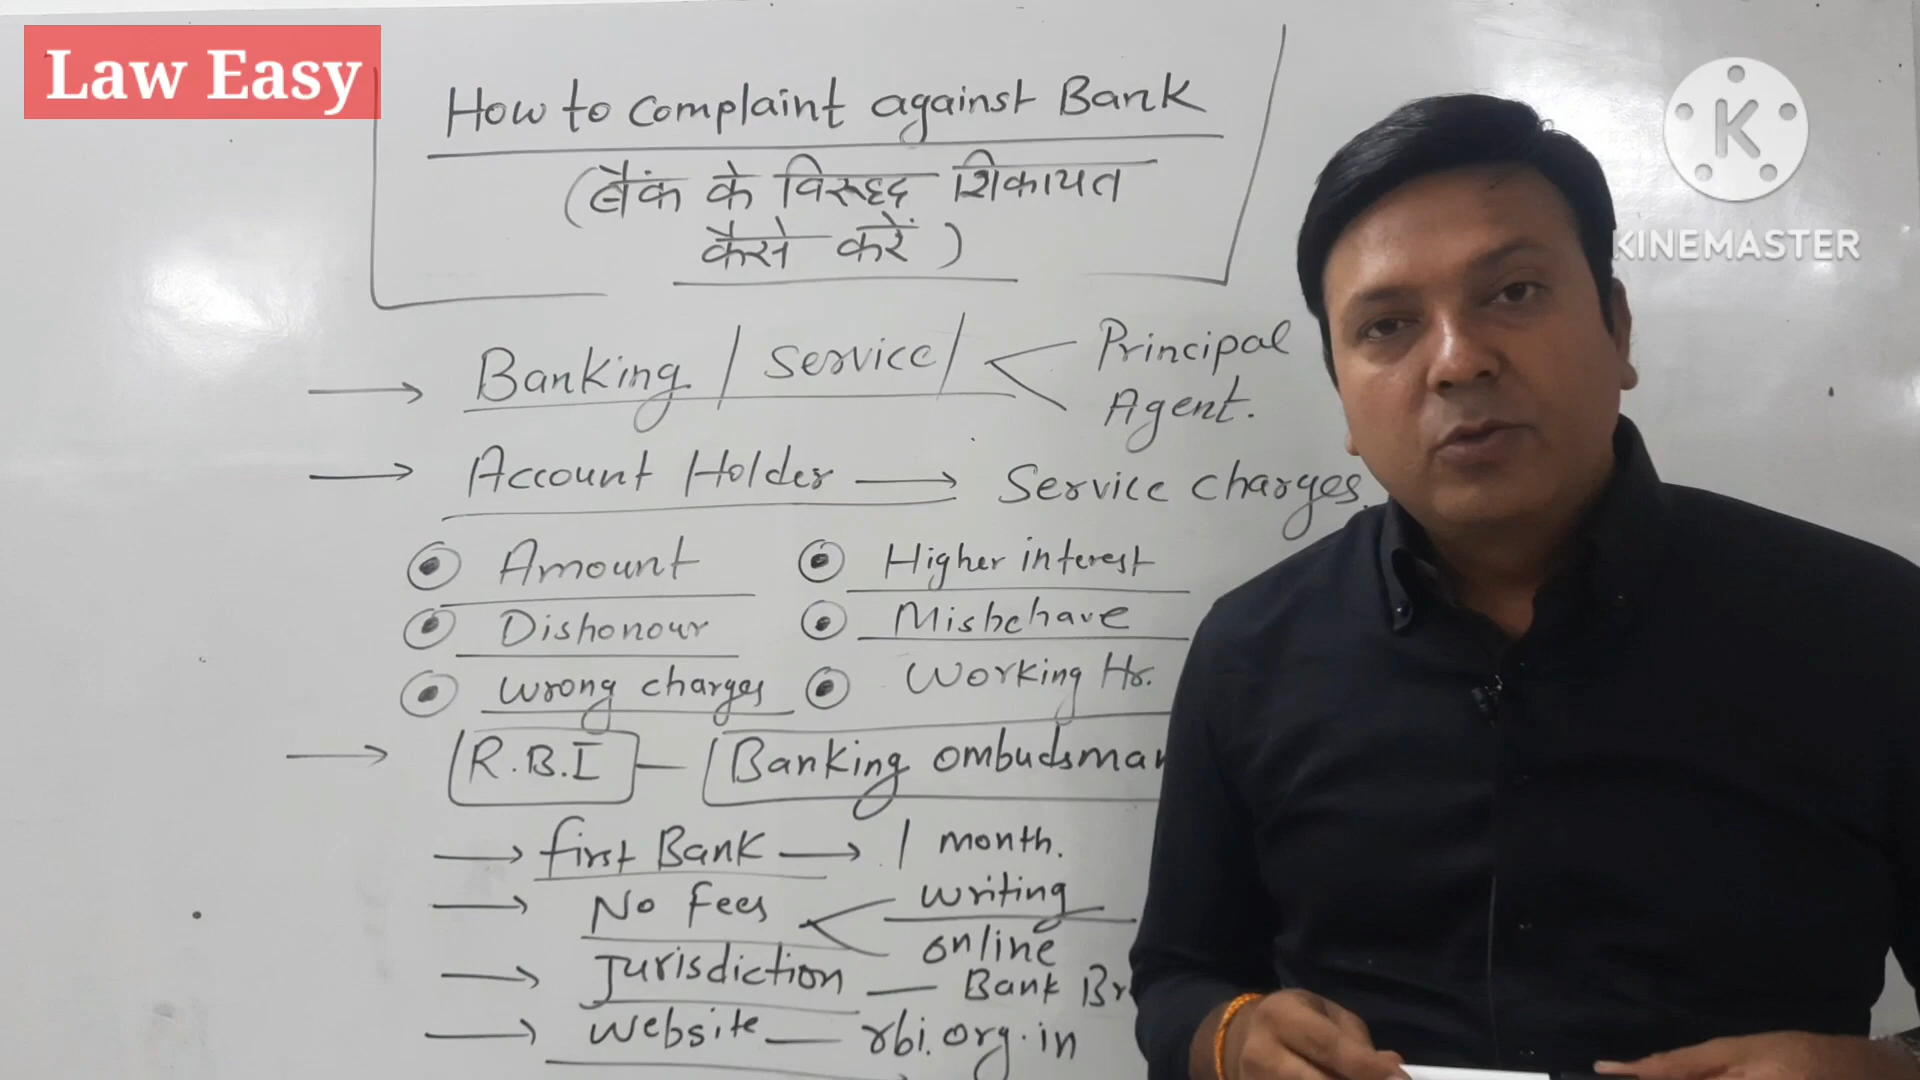 Law Easy
KINEMASTER
How to complaint against Bank
(बैंक के विरूद्द शिकायत
कैसे करें)
→ Banking / Service / Principal
Agent.
→ Account Holder → Service charges.
Amount
Higher interest
Dishonour
Misbehave
Wrong charges
Working Hr.
→ R.B.I — Banking ombudsman
→ first Bank → 1 month.
→ No Fees writing
online
→ Jurisdiction — Bank
→ website — rbi.org.in